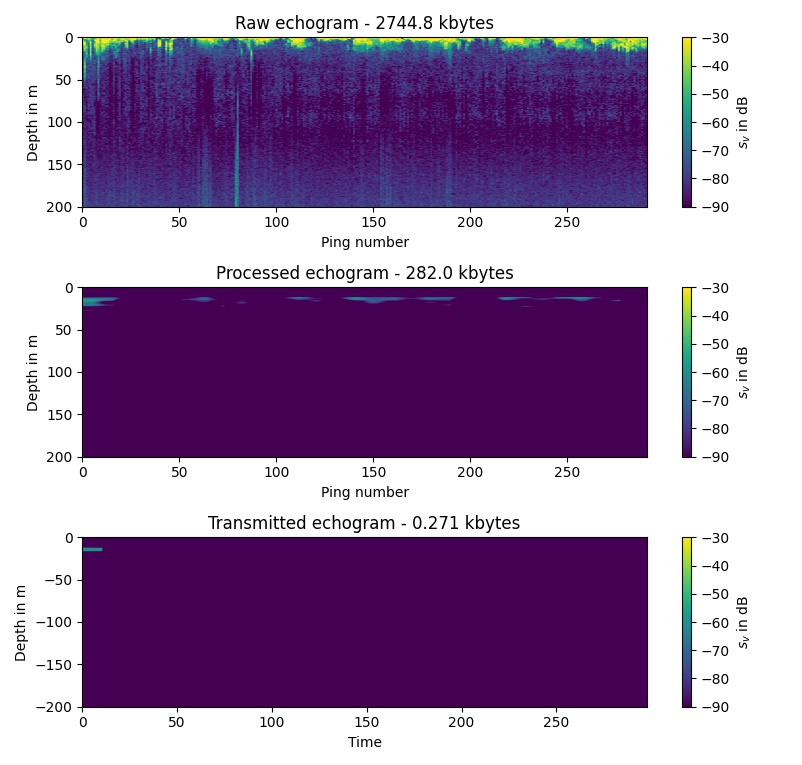 Raw echogram - 2744.8 kbytes
0
50
100
150
200
Depth in m
0 50 100 150 200 250
Ping number
−30
−40
−50
−60
−70
−80
−90
sv in dB
Processed echogram - 282.0 kbytes
0
50
100
150
200
Depth in m
0 50 100 150 200 250
Ping number
−30
−40
−50
−60
−70
−80
−90
sv in dB
Transmitted echogram - 0.271 kbytes
0
−50
−100
−150
−200
Depth in m
0 50 100 150 200 250
Time
−30
−40
−50
−60
−70
−80
−90
sv in dB